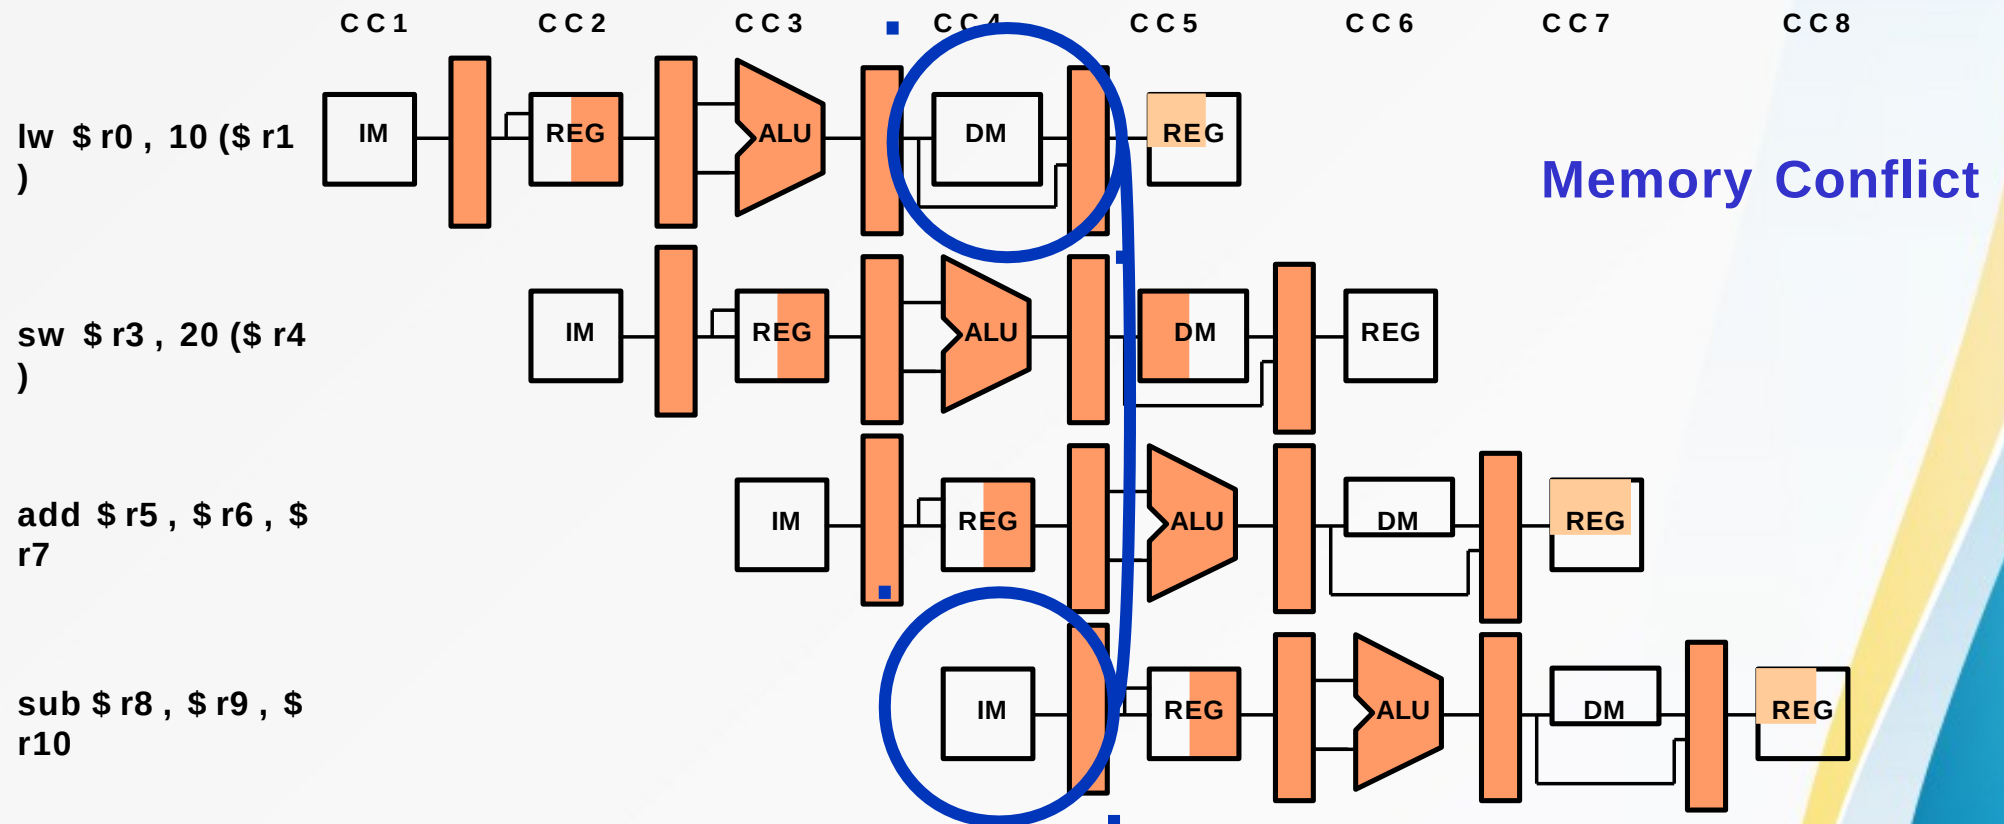 CC1 CC2 CC3 CC4 CC5 CC6 CC7 CC8
lw $r0, 10($r1
)
IM REG ALU DM REG
Memory Conflict
sw $r3, 20($r4
)
IM REG ALU DM REG
add $r5, $r6, $
r7
IM REG ALU DM REG
sub $r8, $r9, $
r10
IM REG ALU DM REG